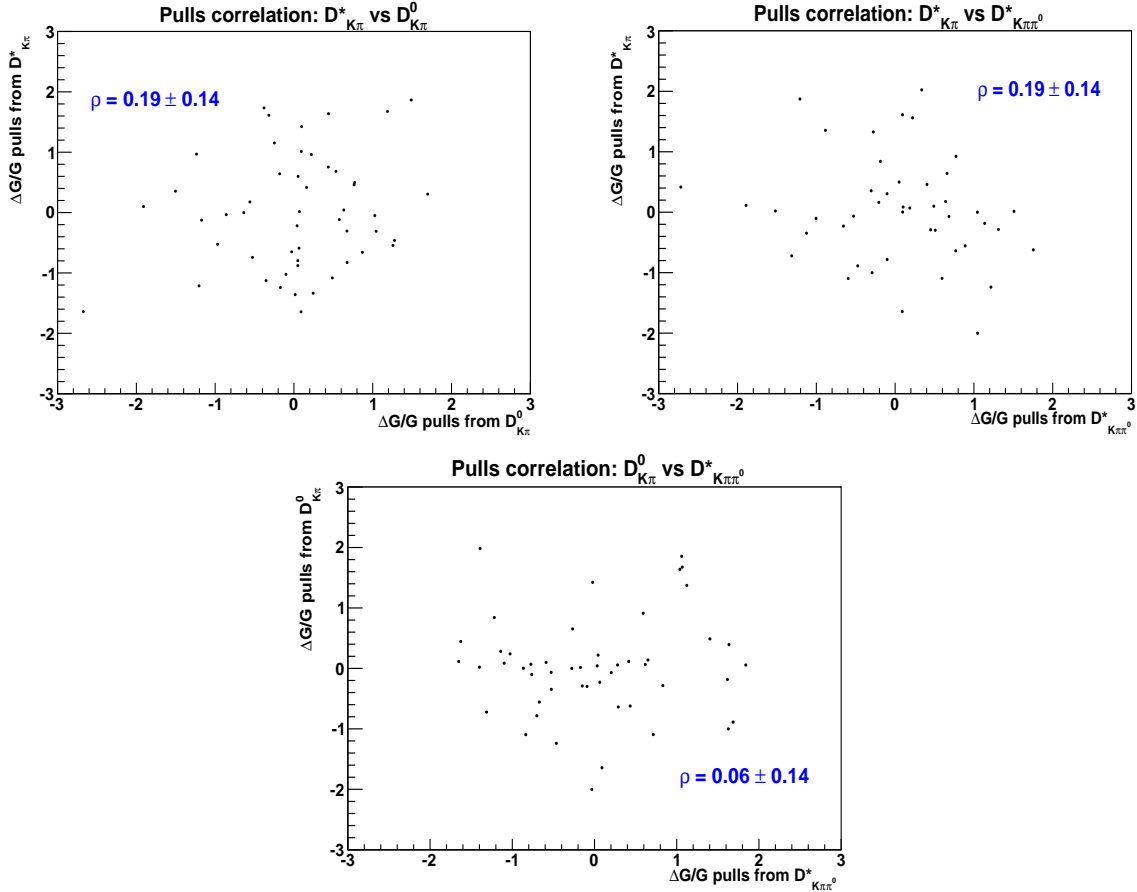 Pulls correlation: D*Kπ vs D0Kπ
ΔG/G pulls from D*Kπ
ρ = 0.19 ± 0.14
3
2
1
0
-1
-2
-3
-3 -2 -1 0 1 2 3
ΔG/G pulls from D0Kπ
Pulls correlation: D*Kπ vs D*Kππ0
ΔG/G pulls from D*Kπ
ρ = 0.19 ± 0.14
3
2
1
0
-1
-2
-3
-3 -2 -1 0 1 2 3
ΔG/G pulls from D*Kππ0
Pulls correlation: D0Kπ vs D*Kππ0
ΔG/G pulls from D0Kπ
3
2
1
0
-1
-2
-3
ρ = 0.06 ± 0.14
-3 -2 -1 0 1 2 3
ΔG/G pulls from D*Kππ0